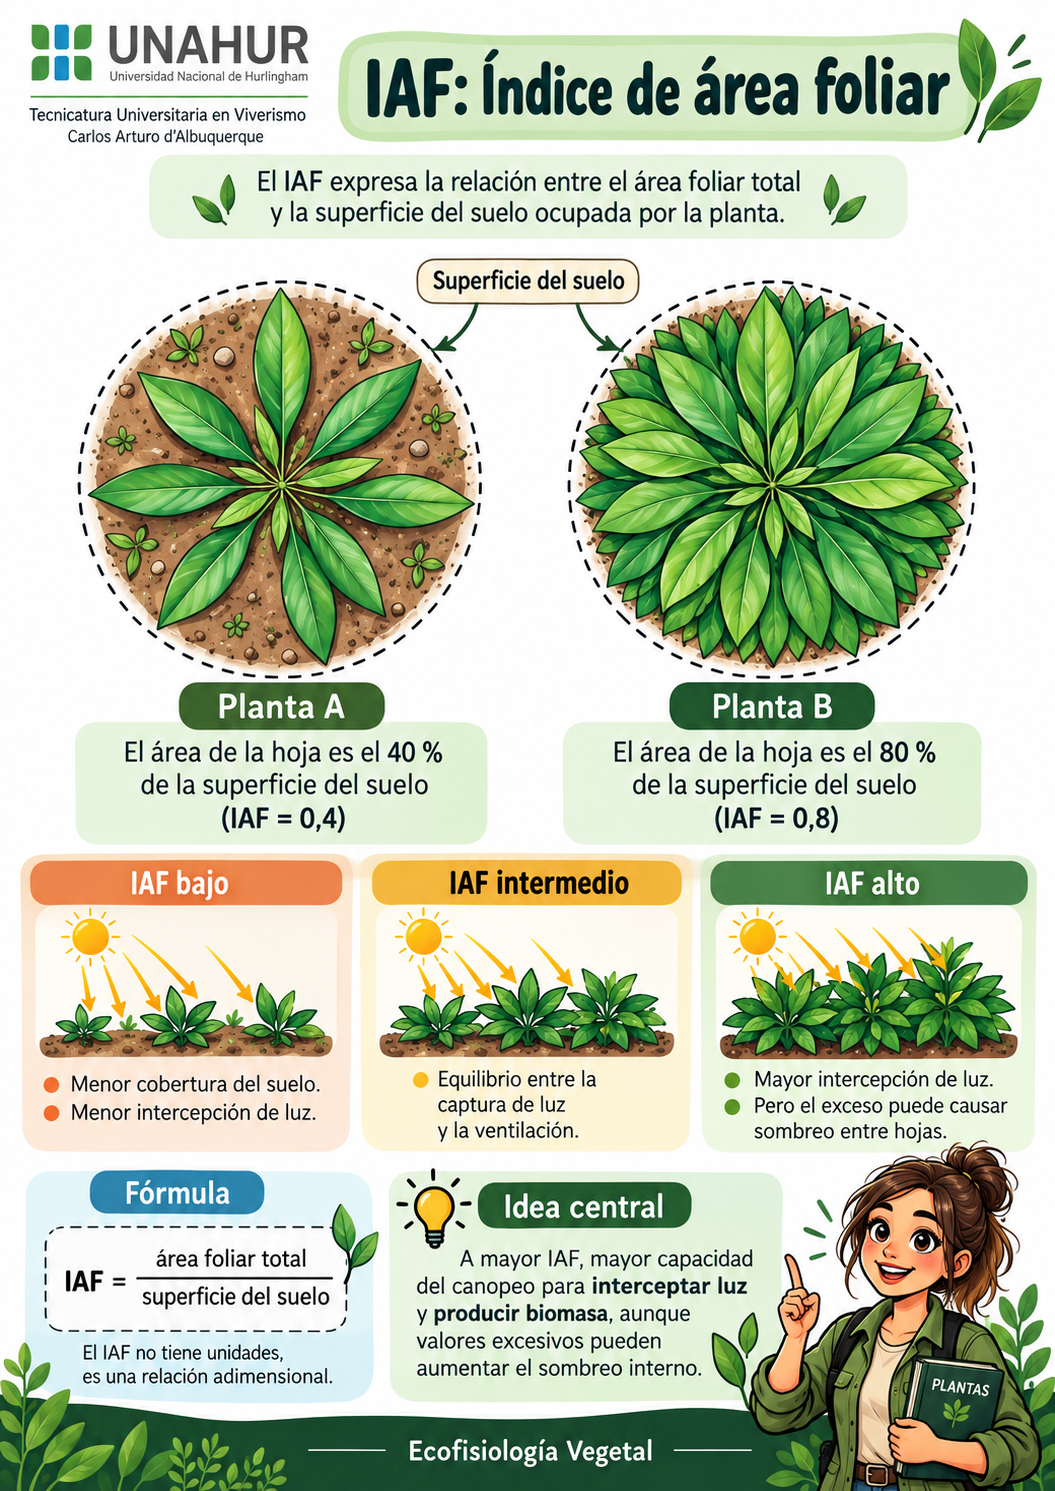 UNAHUR
Universidad Nacional de Hurlingham
Tecnicatura Universitaria en Viverismo
Carlos Arturo d'Albuquerque
IAF: Índice de área foliar
El IAF expresa la relación entre el área foliar total
y la superficie del suelo ocupada por la planta.
Superficie del suelo
Planta A
El área de la hoja es el 40 %
de la superficie del suelo
(IAF = 0,4)
Planta B
El área de la hoja es el 80 %
de la superficie del suelo
(IAF = 0,8)
IAF bajo
Menor cobertura del suelo.
Menor intercepción de luz.
IAF intermedio
Equilibrio entre la
captura de luz
y la ventilación.
IAF alto
Mayor intercepción de luz.
Pero el exceso puede causar
sombreo entre hojas.
Fórmula
IAF = área foliar total
superficie del suelo
El IAF no tiene unidades,
es una relación adimensional.
Idea central
A mayor IAF, mayor capacidad
del canopeo para interceptar luz
y producir biomasa, aunque
valores excesivos pueden
aumentar el sombreo interno.
PLANTAS
Ecofisiología Vegetal